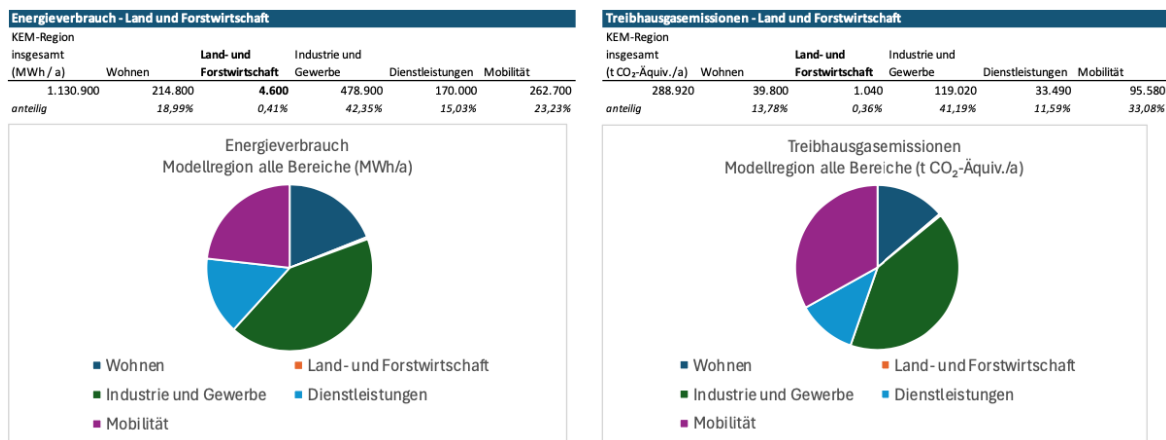 Energieverbrauch - Land und Forstwirtschaft
KEM-Region
insgesamt Land- und Industrie und
(MWh / a) Wohnen Forstwirtschaft Gewerbe Dienstleistungen Mobilität
1.130.900 214.800 4.600 478.900 170.000 262.700
anteilig 18,99% 0,41% 42,35% 15,03% 23,23%
Energieverbrauch
Modellregion alle Bereiche (MWh/a)
Wohnen Land- und Forstwirtschaft
Industrie und Gewerbe Dienstleistungen
Mobilität
Treibhausgasemissionen - Land und Forstwirtschaft
KEM-Region
insgesamt Land- und Industrie und
(t CO₂-Äquiv./a) Wohnen Forstwirtschaft Gewerbe Dienstleistungen Mobilität
288.920 39.800 1.040 119.020 33.490 95.580
anteilig 13,78% 0,36% 41,19% 11,59% 33,08%
Treibhausgasemissionen
Modellregion alle Bereiche (t CO₂-Äquiv./a)
Wohnen Land- und Forstwirtschaft
Industrie und Gewerbe Dienstleistungen
Mobilität